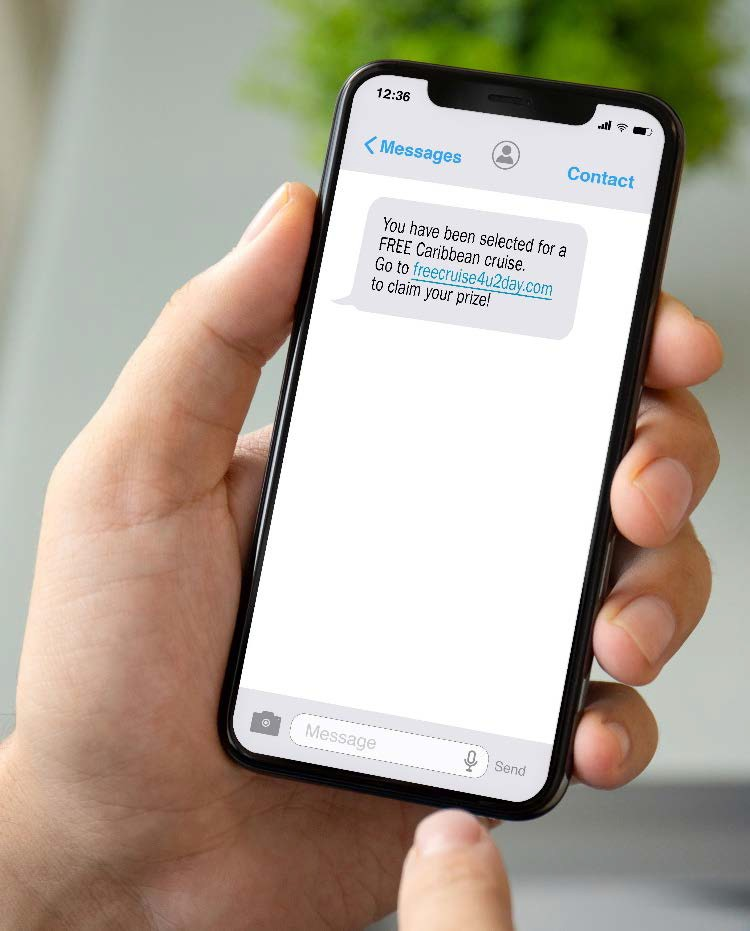 12:36
Messages
Contact
You have been selected for a
FREE Caribbean cruise.
Go to freecruise4u2day.com
to claim your prize!
Message
Send